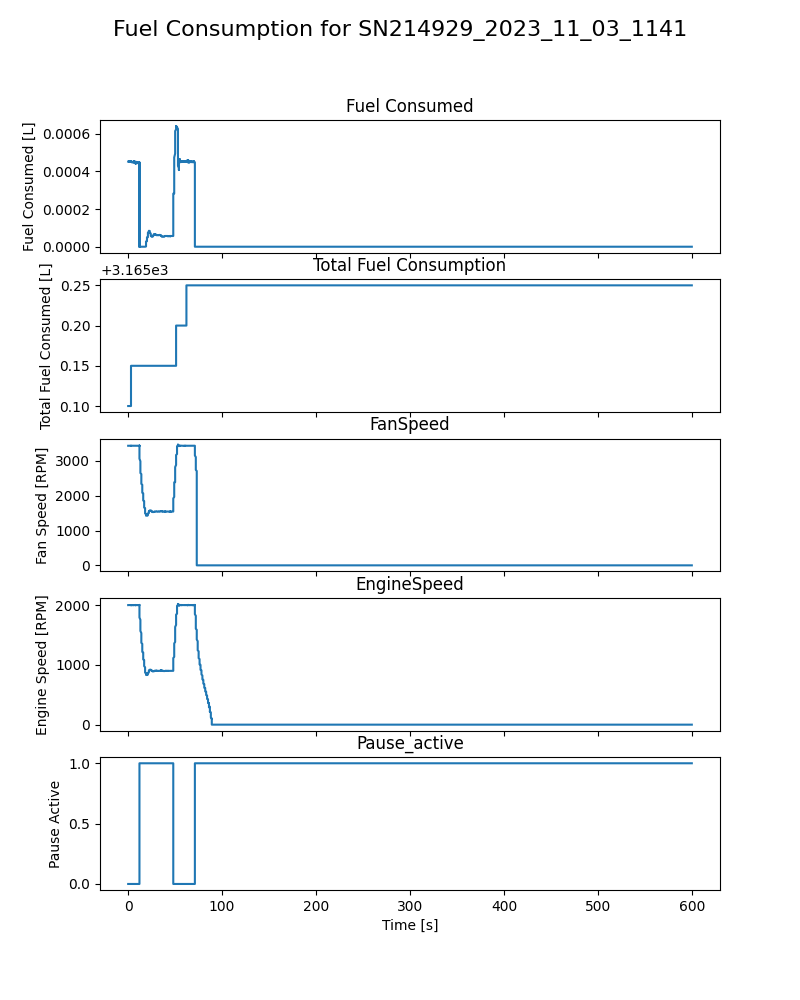 Fuel Consumption for SN214929_2023_11_03_1141
Fuel Consumed
Fuel Consumed [L]
0.0006
0.0004
0.0002
0.0000
Total Fuel Consumption
+3.165e3
Total Fuel Consumed [L]
0.25
0.20
0.15
0.10
FanSpeed
Fan Speed [RPM]
3000
2000
1000
0
EngineSpeed
Engine Speed [RPM]
2000
1000
0
Pause_active
Pause Active
1.0
0.5
0.0
0 100 200 300 400 500 600
Time [s]